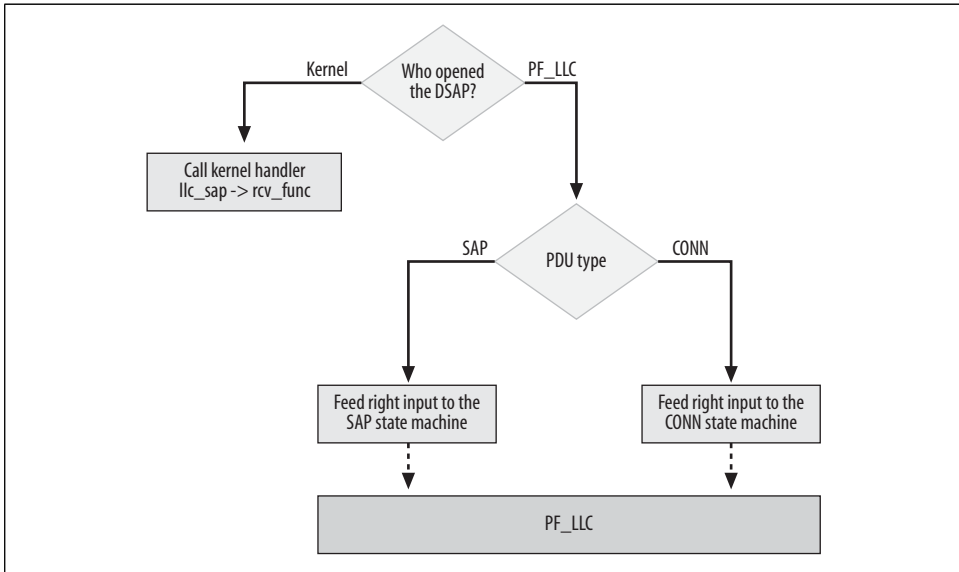 Kernel
Who opened
the DSAP?
PF_LLC
Call kernel handler
llc_sap -> rcv_func
SAP
PDU type
CONN
Feed right input to the
SAP state machine
Feed right input to the
CONN state machine
PF_LLC